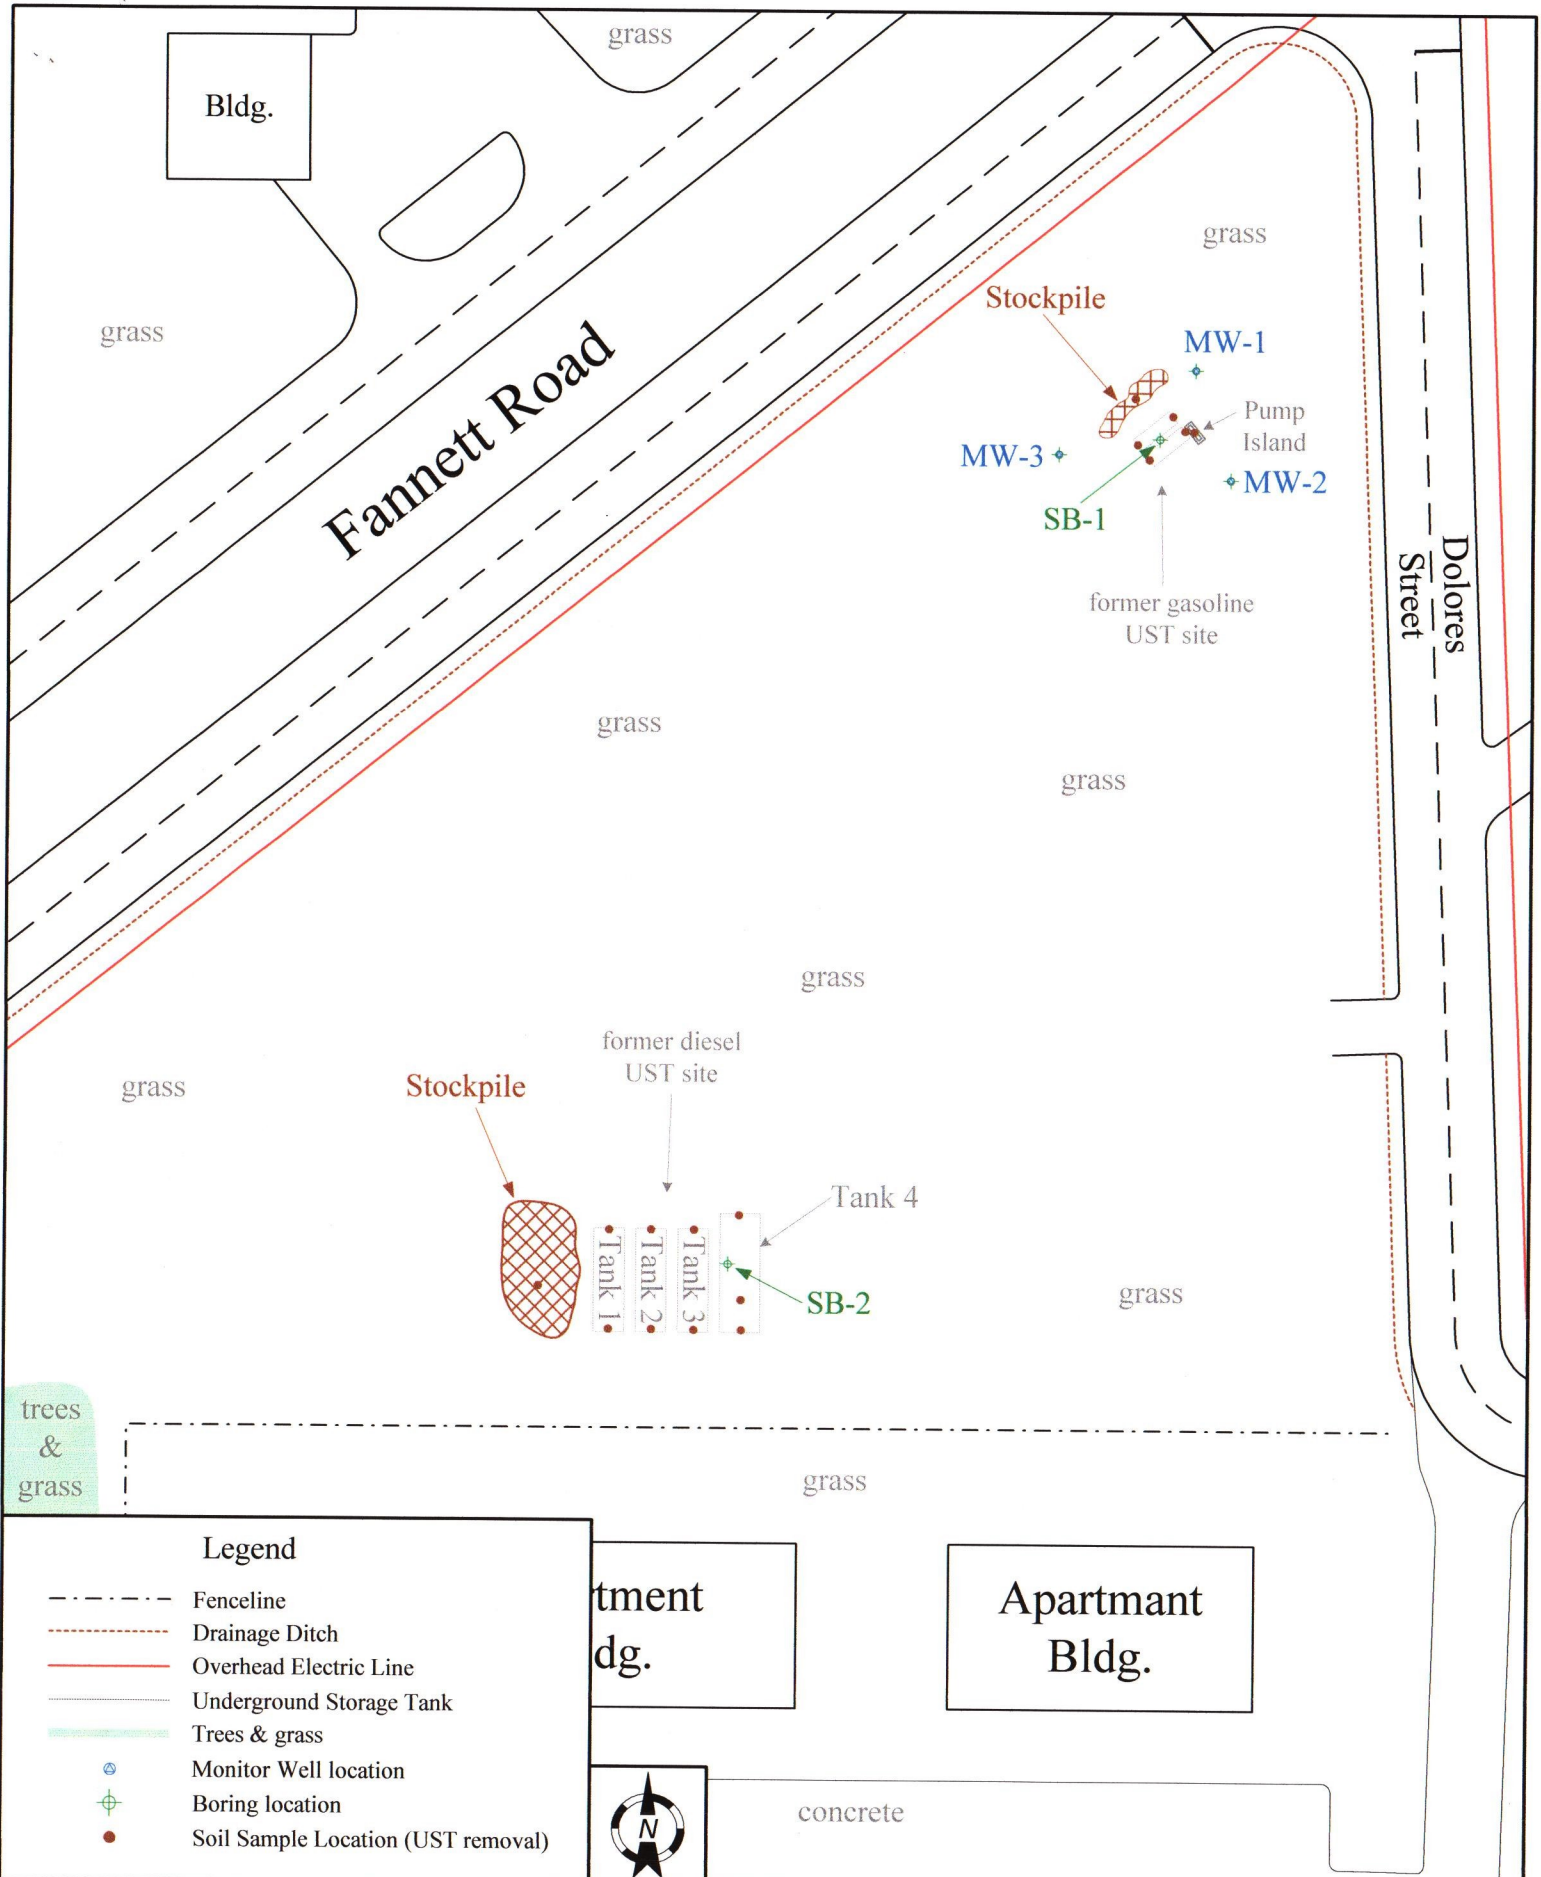 grass
Bldg.
grass
grass
Stockpile
MW-1
Fannett Road
Pump
Island
MW-3
MW-2
SB-1
Dolores
Street
former gasoline
UST site
grass
grass
grass
former diesel
UST site
grass
Stockpile
Tank 4
Tank 1
Tank 2
Tank 3
SB-2
grass
trees
&
grass
grass
Legend
Fenceline
Drainage Ditch
Overhead Electric Line
Underground Storage Tank
Trees & grass
Monitor Well location
Boring location
Soil Sample Location (UST removal)
tment
dg.
Apartmant
Bldg.
N
concrete